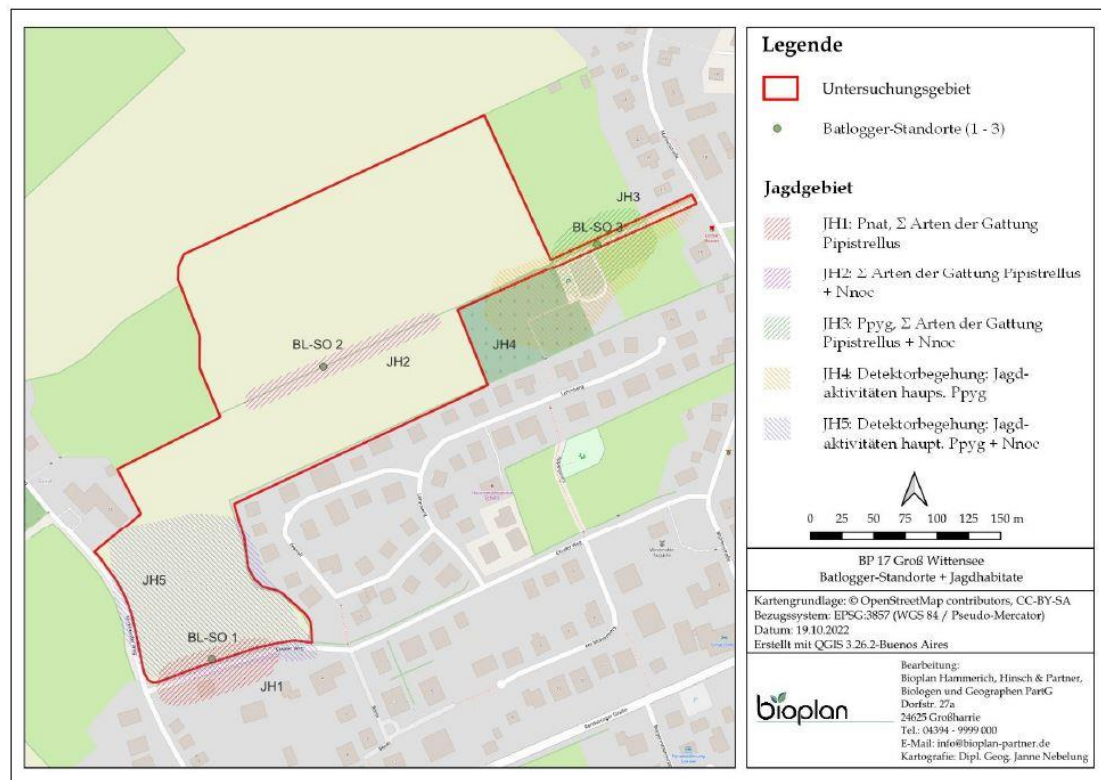 JH3
BL-SO 3
BL-SO 2
JH2
JH4
JH5
BL-SO 1
JH1
Legende
Untersuchungsgebiet
Batlogger-Standorte (1 - 3)
Jagdgebiet
JH1: Pnat, Σ Arten der Gattung
Pipistrellus
JH2: Σ Arten der Gattung Pipistrellus
+ Nnoc
JH3: Ppyg, Σ Arten der Gattung
Pipistrellus + Nnoc
JH4: Detektorbegehung: Jagd-
aktivitäten haups. Ppyg
JH5: Detektorbegehung: Jagd-
aktivitäten haupt. Ppyg + Nnoc
0 25 50 75 100 125 150 m
BP 17 Groß Wittensee
Batlogger-Standorte + Jagdhabitate
Kartengrundlage: © OpenStreetMap contributors, CC-BY-SA
Bezugssystem: EPSG:3857 (WGS 84 / Pseudo-Mercator)
Datum: 19.10.2022
Erstellt mit QGIS 3.26.2-Buenos Aires
bioplan
Bearbeitung:
Bioplan Hammerich, Hinsch & Partner,
Biologen und Geographen PartG
Dorfstr. 27a
24625 Großharrie
Tel.: 04394 - 9999 000
E-Mail: info@bioplan-partner.de
Kartografie: Dipl. Geog. Janne Nebelung